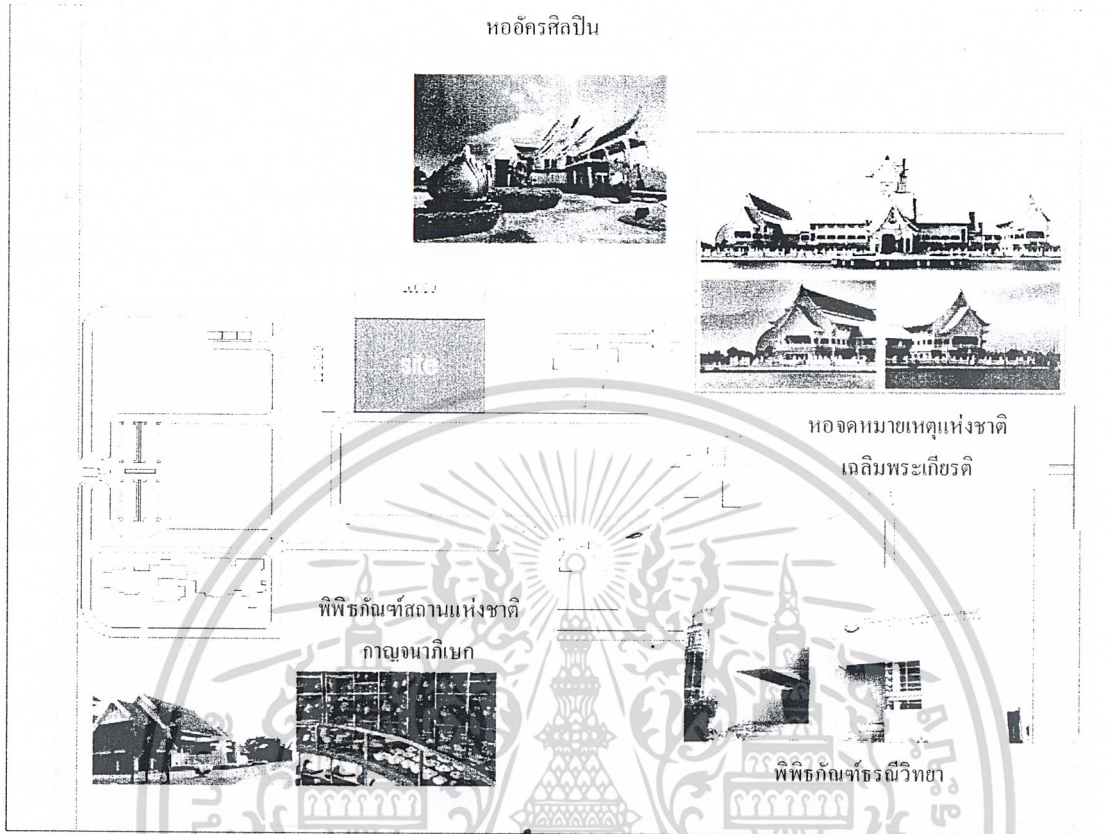 หออัครศิลปิน
site
หอจดหมายเหตุแห่งชาติ
เฉลิมพระเกียรติ
พิพิธภัณฑ์สถานแห่งชาติ
กาญจนาภิเษก
พิพิธภัณฑ์ธรณีวิทยา